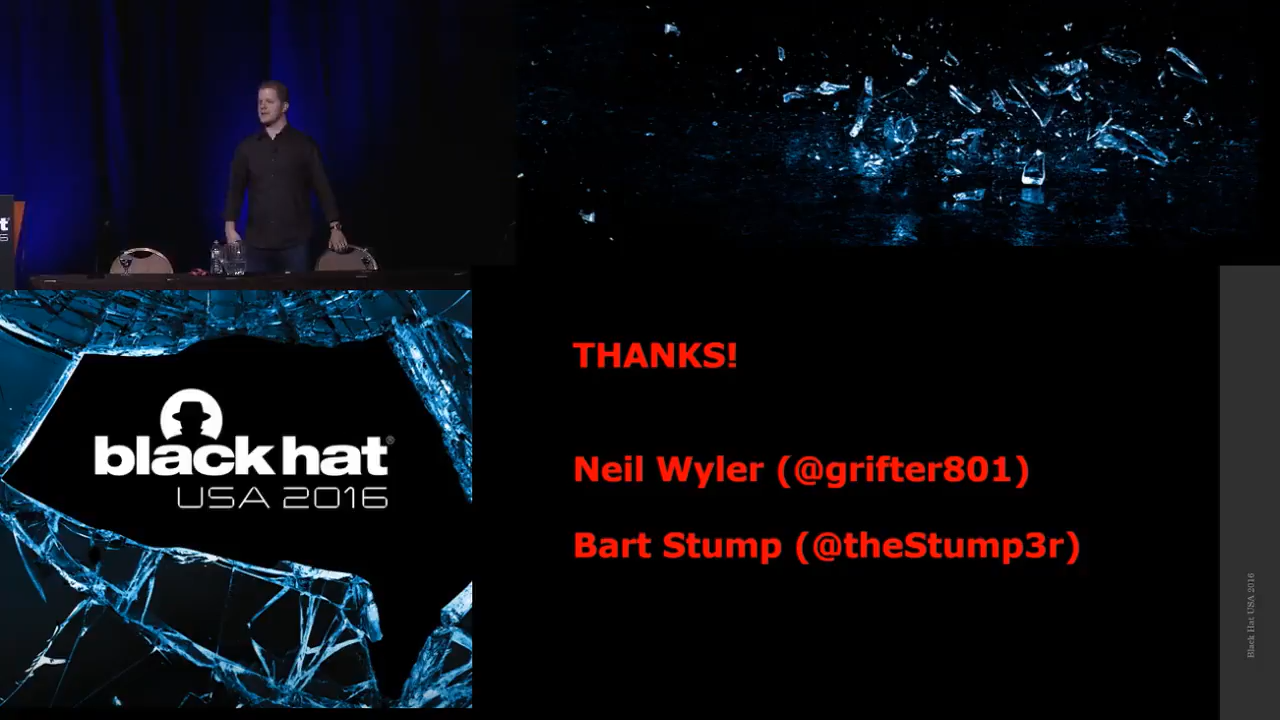 black hat®
USA 2016
THANKS!
Neil Wyler (@grifter801)
Bart Stump (@theStump3r)
Black Hat USA 2016